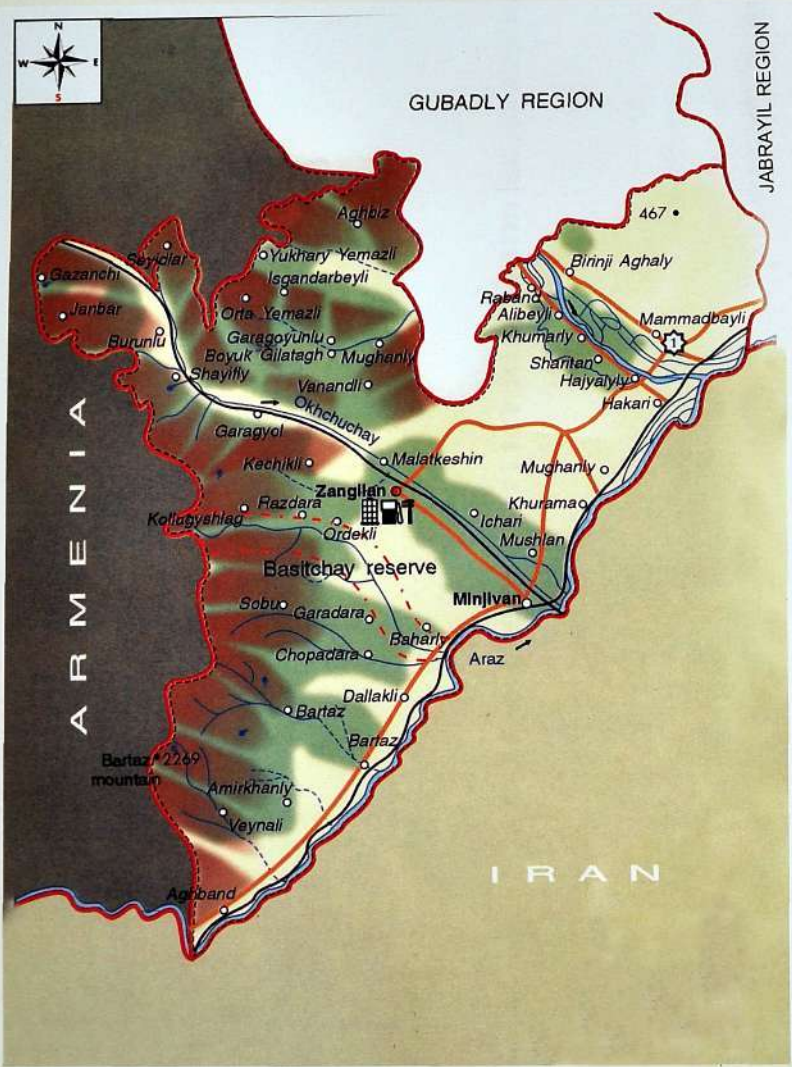 N
W E
S
GUBADLY REGION
JABRAYIL REGION
467
Aghbiz
Seyidlar
Yukhary Yemazli
Birinji Aghaly
Gazanchi
Isgandarbeyli
Raband
Orta Yemazli
Alibeyli
Janbar
Mammadbayli
Burunlu
Garagoyunlu
Khumarly
1
Boyuk Gilatagh
Mughanly
Sharifan
Shayifly
Vanandli
Hajyalyly
Okhchuchay
Hakari
Garagyol
ARMENIA
Kechikli
Malatkeshin
Mughanly
Zangilan
Razdara
Khurama
Kollugyshlag
Ichari
Ordekli
Mushlan
Basitchay reserve
Sobu
Minjivan
Garadara
Baharly
Chopadara
Araz
Dallakli
Bartaz
Bartaz
Bartaz 2269
mountain
Amirkhanly
Veynali
IRAN
Aghband